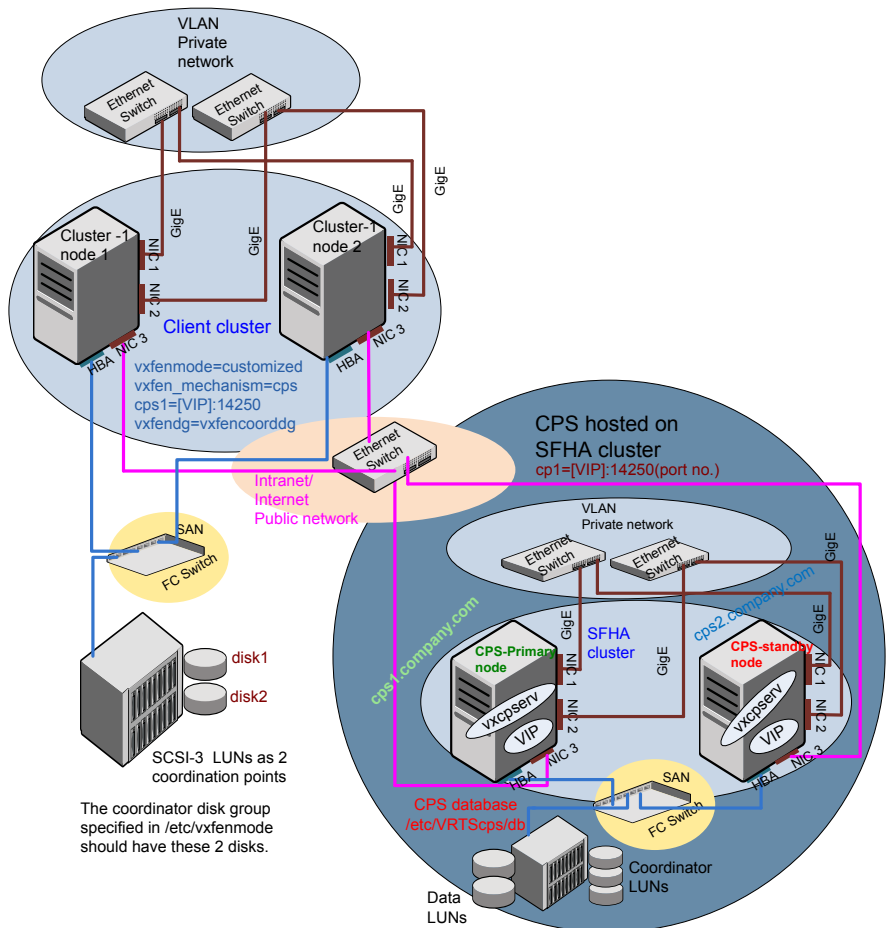 VLAN
Private
network
Ethernet
Switch
Ethernet
Switch
GigE
GigE
GigE
GigE
Cluster -1
node 1
NIC 1
NIC 2
HBA
NIC 3
Cluster-1
node 2
NIC 1
NIC 2
HBA
NIC 3
Client cluster
vxfenmode=customized
vxfen_mechanism=cps
cps1=[VIP]:14250
vxfendg=vxfencoorddg
Ethernet
Switch
Intranet/
Internet
Public network
CPS hosted on
SFHA cluster
cp1=[VIP]:14250(port no.)
VLAN
Private network
Ethernet
Switch
Ethernet
Switch
GigE
GigE
GigE
SAN
FC Switch
disk1
disk2
SCSI-3 LUNs as 2
coordination points
The coordinator disk group
specified in /etc/vxfenmode
should have these 2 disks.
cps1.company.com
cps2.company.com
SFHA
cluster
CPS-Primary
node
vxcpserv
VIP
NIC 1
NIC 2
HBA
NIC 3
CPS-standby
node
vxcpserv
VIP
NIC 1
NIC 2
HBA
NIC 3
SAN
FC Switch
CPS database
/etc/VRTScps/db
Data
LUNs
Coordinator
LUNs